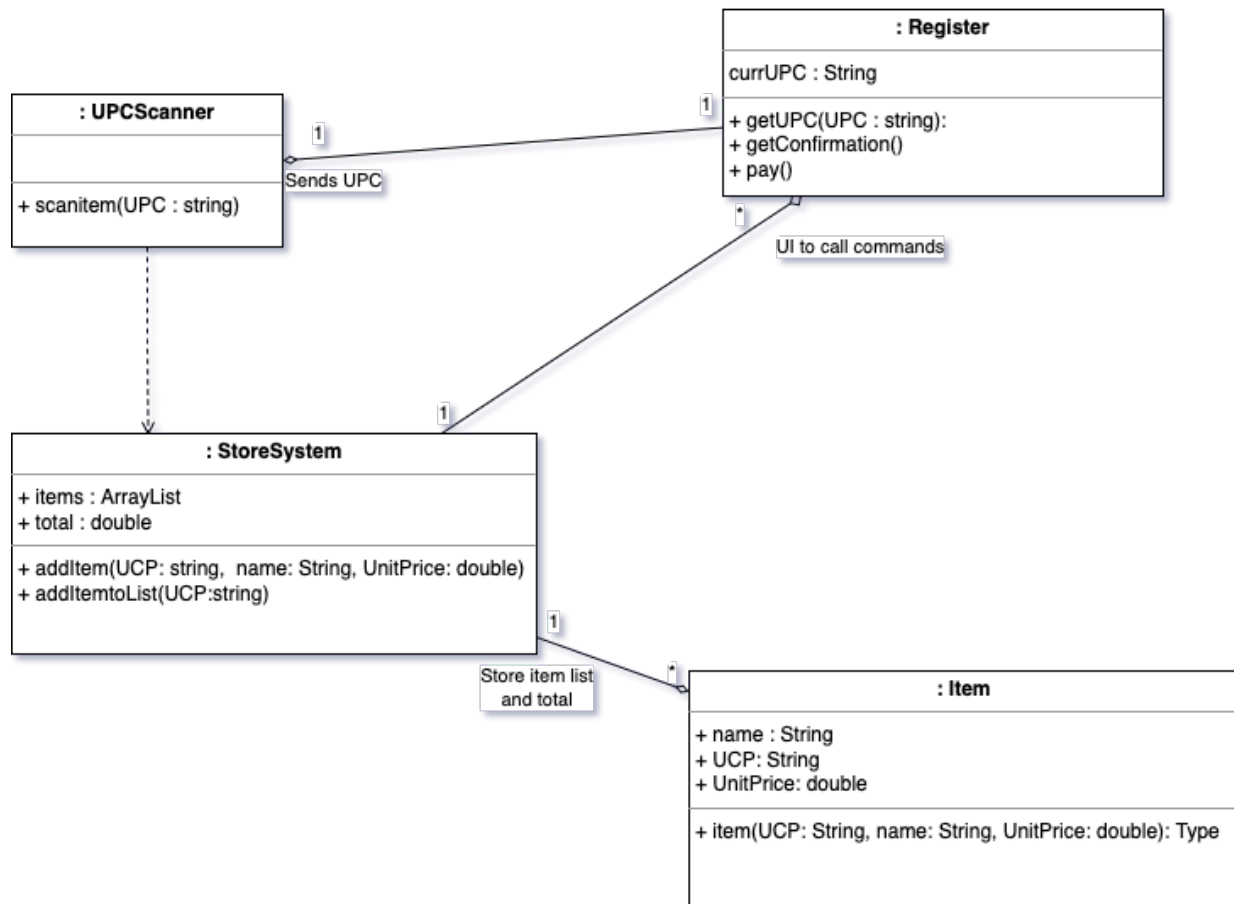 : Register
currUPC : String
+ getUPC(UPC : string):
+ getConfirmation()
+ pay()
: UPCScanner
+ scanitem(UPC : string)
1
1
Sends UPC
*
UI to call commands
1
: StoreSystem
+ items : ArrayList
+ total : double
+ addItem(UCP: string,  name: String, UnitPrice: double)
+ addItemtoList(UCP:string)
1
Store item list
and total
*
: Item
+ name : String
+ UCP: String
+ UnitPrice: double
+ item(UCP: String, name: String, UnitPrice: double): Type